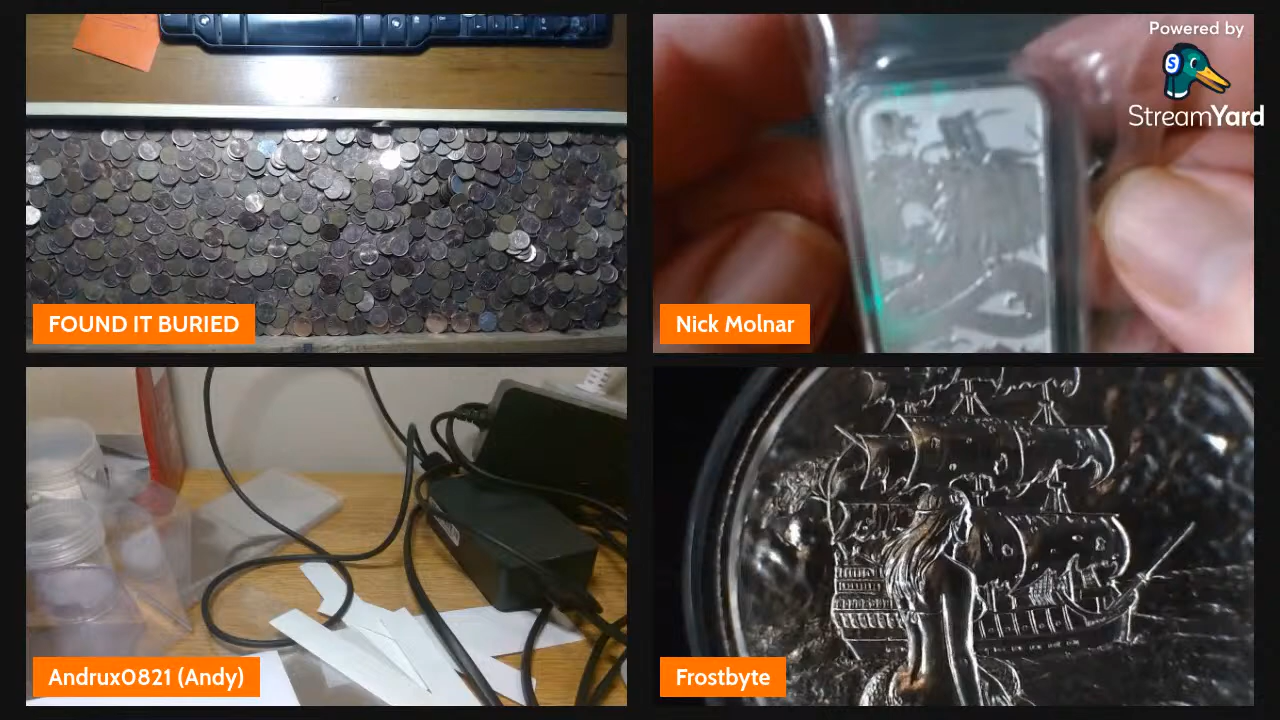 FOUND IT BURIED
Powered by
StreamYard
Nick Molnar
Andrux0821 (Andy)
Frostbyte